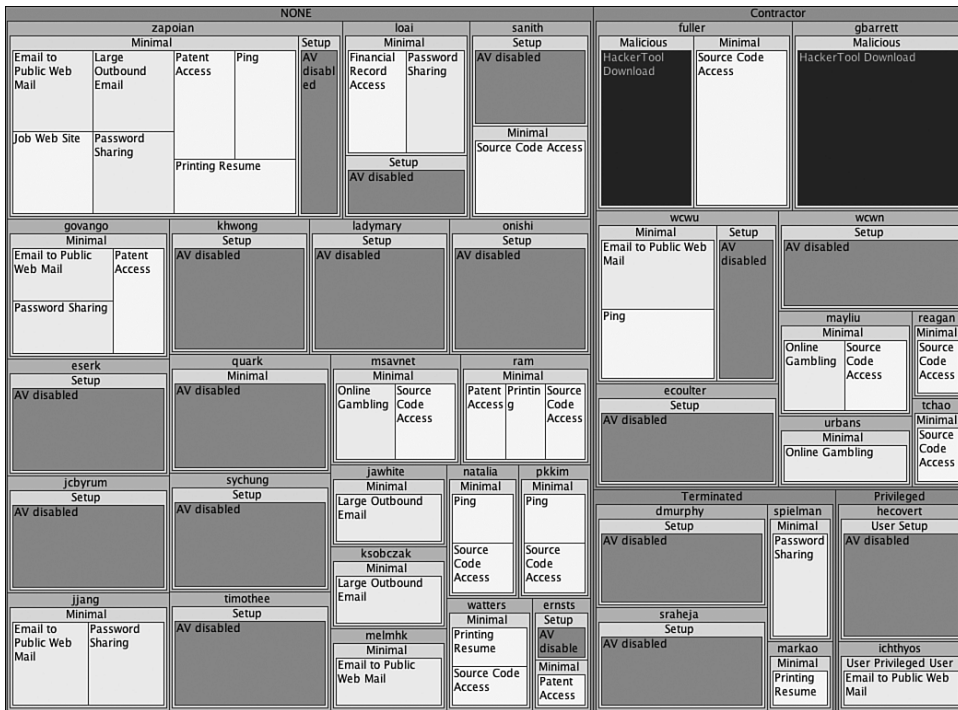 NONE
zapoian
Minimal
Email to
Public Web
Mail
Large
Outbound
Email
Patent
Access
Ping
Job Web Site
Password
Sharing
Printing Resume
Setup
AV
disabl
ed
loai
Minimal
Financial
Record
Access
Password
Sharing
Setup
AV disabled
sanith
Setup
AV disabled
Minimal
Source Code Access
govango
Minimal
Email to Public
Web Mail
Patent
Access
Password Sharing
khwong
Setup
AV disabled
ladymary
Setup
AV disabled
onishi
Setup
AV disabled
eserk
Setup
AV disabled
quark
Minimal
AV disabled
msavnet
Minimal
Online
Gambling
Source
Code
Access
ram
Minimal
Patent
Access
Printin
g
Source
Code
Access
jcbyrum
Setup
AV disabled
sychung
Setup
AV disabled
jawhite
Minimal
Large Outbound
Email
natalia
Minimal
Ping
Source
Code
Access
pkkim
Minimal
Ping
Source
Code
Access
ksobczak
Minimal
Large Outbound
Email
jjang
Minimal
Email to
Public Web
Mail
Password
Sharing
timothee
Setup
AV disabled
melmhk
Minimal
Email to Public
Web Mail
watters
Minimal
Printing
Resume
Source Code
Access
ernsts
Setup
AV
disable
Minimal
Patent
Access
Contractor
fuller
Malicious
HackerTool
Download
Minimal
Source Code
Access
gbarrett
Malicious
HackerTool Download
wcwu
Minimal
Email to Public Web
Mail
Ping
Setup
AV
disabled
wcwn
Setup
AV disabled
mayliu
Minimal
Online
Gambling
Source
Code
Access
reagan
Minimal
Source
Code
Access
ecoulter
Setup
AV disabled
urbans
Minimal
Online Gambling
tchao
Minimal
Source
Code
Access
Terminated
dmurphy
Setup
AV disabled
spielman
Minimal
Password
Sharing
sraheja
Setup
AV disabled
markao
Minimal
Printing
Resume
Privileged
hecovert
User Setup
AV disabled
ichthyos
User Privileged User
Email to Public Web
Mail